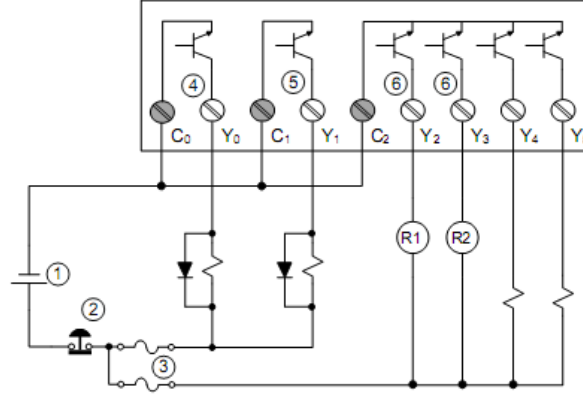 ④ ⑤ ⑥ ⑥
C₀ Y₀ C₁ Y₁ C₂ Y₂ Y₃ Y₄
R1 R2
①
②
③